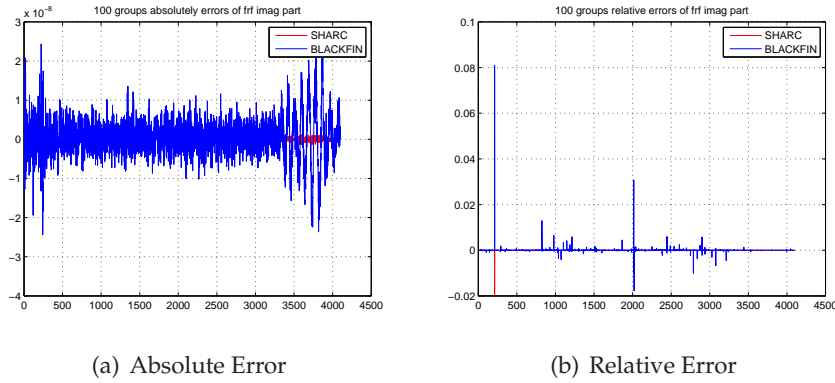 100 groups absolutely errors of frf imag part
x 10⁻⁸
3
2
1
0
−1
−2
−3
−4
0 500 1000 1500 2000 2500 3000 3500 4000 4500
SHARC
BLACKFIN
(a) Absolute Error
100 groups relative errors of frf imag part
0.1
0.08
0.06
0.04
0.02
0
−0.02
0 500 1000 1500 2000 2500 3000 3500 4000 4500
SHARC
BLACKFIN
(b) Relative Error